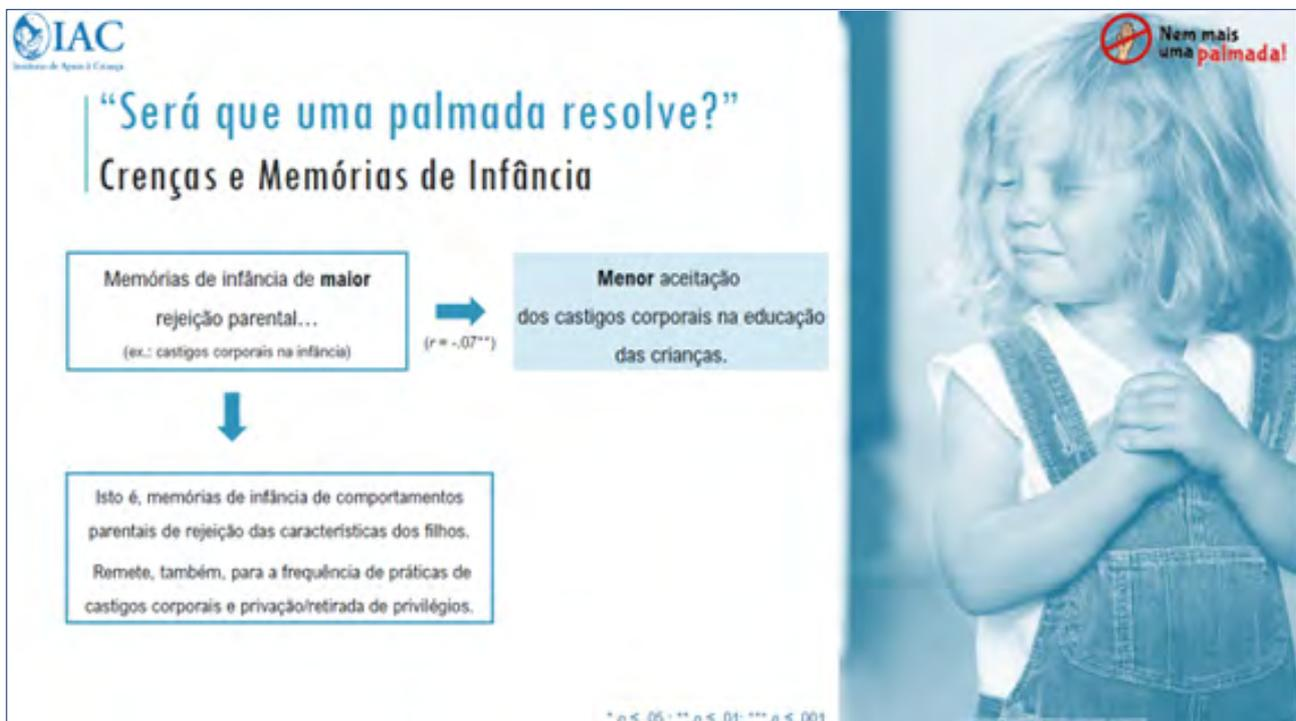 IAC
Instituto de Apoio à Criança
Nem mais
uma palmada!
“Será que uma palmada resolve?”
Crenças e Memórias de Infância
Memórias de infância de maior
rejeição parental...
(ex.: castigos corporais na infância)
(r = -.07**)
Menor aceitação
dos castigos corporais na educação
das crianças.
Isto é, memórias de infância de comportamentos
parentais de rejeição das características dos filhos.
Remete, também, para a frequência de práticas de
castigos corporais e privação/retirada de privilégios.
* p ≤ .05 ; ** p ≤ .01; *** p ≤ .001